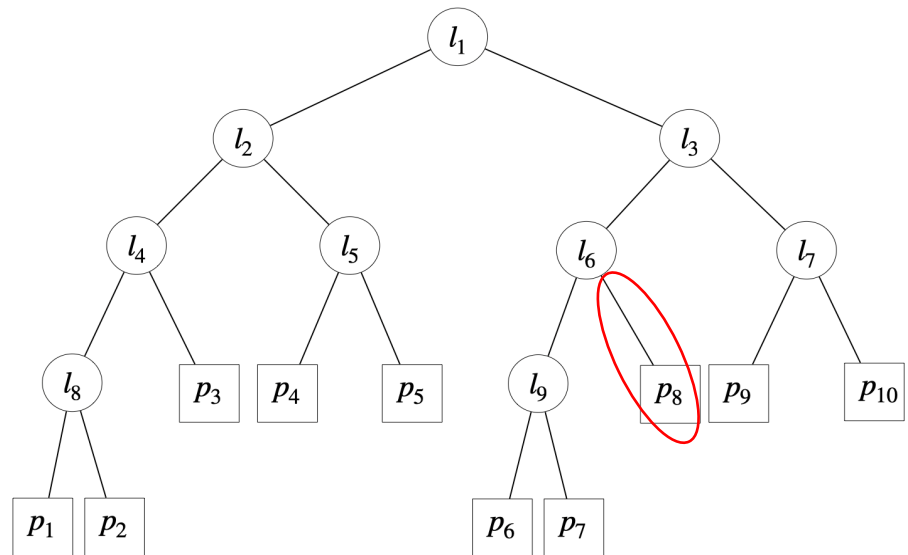 l₁
l₂ l₃
l₄ l₅ l₆ l₇
l₈ p₃ p₄ p₅ l₉ p₈ p₉ p₁₀
p₁ p₂ p₆ p₇